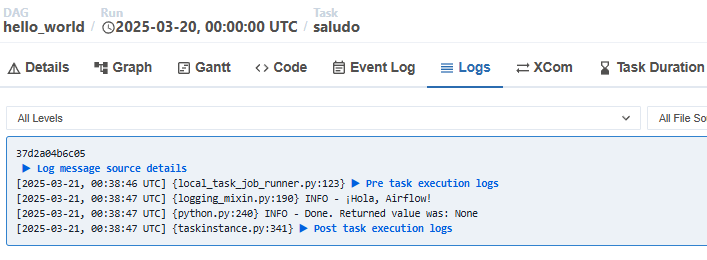 DAG Run Task
hello_world / 2025-03-20, 00:00:00 UTC / saludo
Details Graph Gantt Code Event Log Logs XCom Task Duration
All Levels All File So
37d2a04b6c05
▶ Log message source details
[2025-03-21, 00:38:46 UTC] {local_task_job_runner.py:123} ▶ Pre task execution logs
[2025-03-21, 00:38:47 UTC] {logging_mixin.py:190} INFO - ¡Hola, Airflow!
[2025-03-21, 00:38:47 UTC] {python.py:240} INFO - Done. Returned value was: None
[2025-03-21, 00:38:47 UTC] {taskinstance.py:341} ▶ Post task execution logs